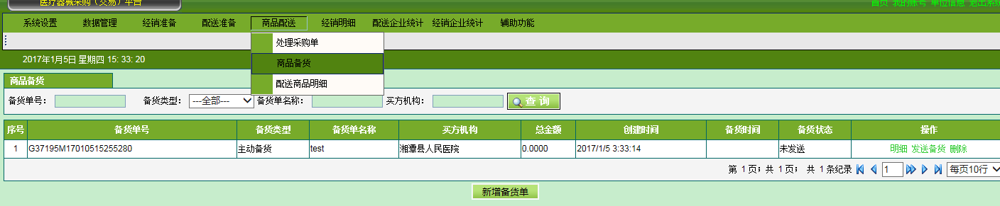 医疗器械采购（交易）平台
首页 我的账号 单位信息 退出系统
系统设置 数据管理 经销准备 配送准备 商品配送 经销明细 配送企业统计 经销企业统计 辅助功能
处理采购单
2017年1月5日 星期四 15: 33: 20
商品备货
配送商品明细
商品备货
备货单号： 备货类型： ---全部--- 备货单名称： 买方机构： 查 询
序号 备货单号 备货类型 备货单名称 买方机构 总金额 创建时间 备货时间 备货状态 操作
1 G37195M17010515255280 主动备货 test 湘潭县人民医院 0.0000 2017/1/5 3:33:14 未发送 明细 发送备货 删除
第 1 页；共 1 页； 共 1 条纪录 1 每页10行
新增备货单